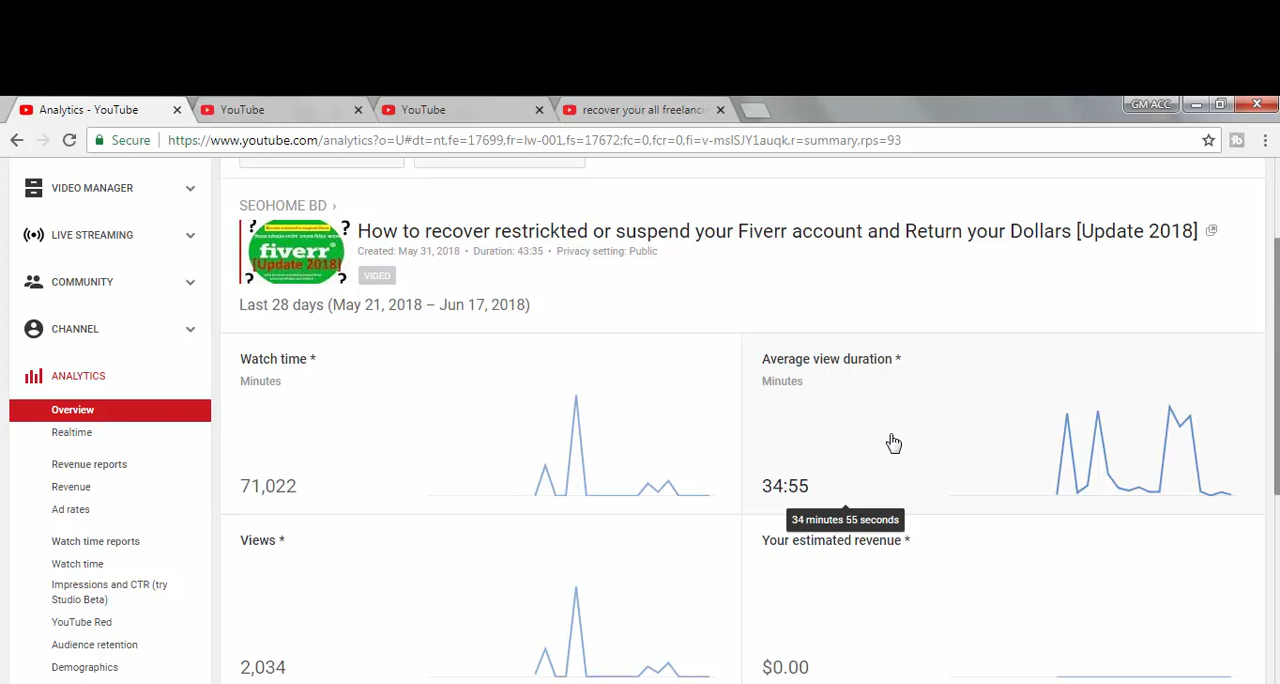 Analytics - YouTube
YouTube
YouTube
recover your all freelancin
GM ACC
Secure
https://www.youtube.com/analytics?o=U#dt=nt,fe=17699,fr=lw-001,fs=17672;fc=0,fcr=0,fi=v-mslSJY1auqk,r=summary,rps=93
VIDEO MANAGER
LIVE STREAMING
COMMUNITY
CHANNEL
ANALYTICS
Overview
Realtime
Revenue reports
Revenue
Ad rates
Watch time reports
Watch time
Impressions and CTR (try
Studio Beta)
YouTube Red
Audience retention
Demographics
SEOHOME BD ›
fiverr
[Update 2018]
How to recover restrickted or suspend your Fiverr account and Return your Dollars [Update 2018]
Created: May 31, 2018 • Duration: 43:35 • Privacy setting: Public
VIDEO
Last 28 days (May 21, 2018 – Jun 17, 2018)
Watch time *
Minutes
71,022
Average view duration *
Minutes
34:55
34 minutes 55 seconds
Views *
2,034
Your estimated revenue *
$0.00